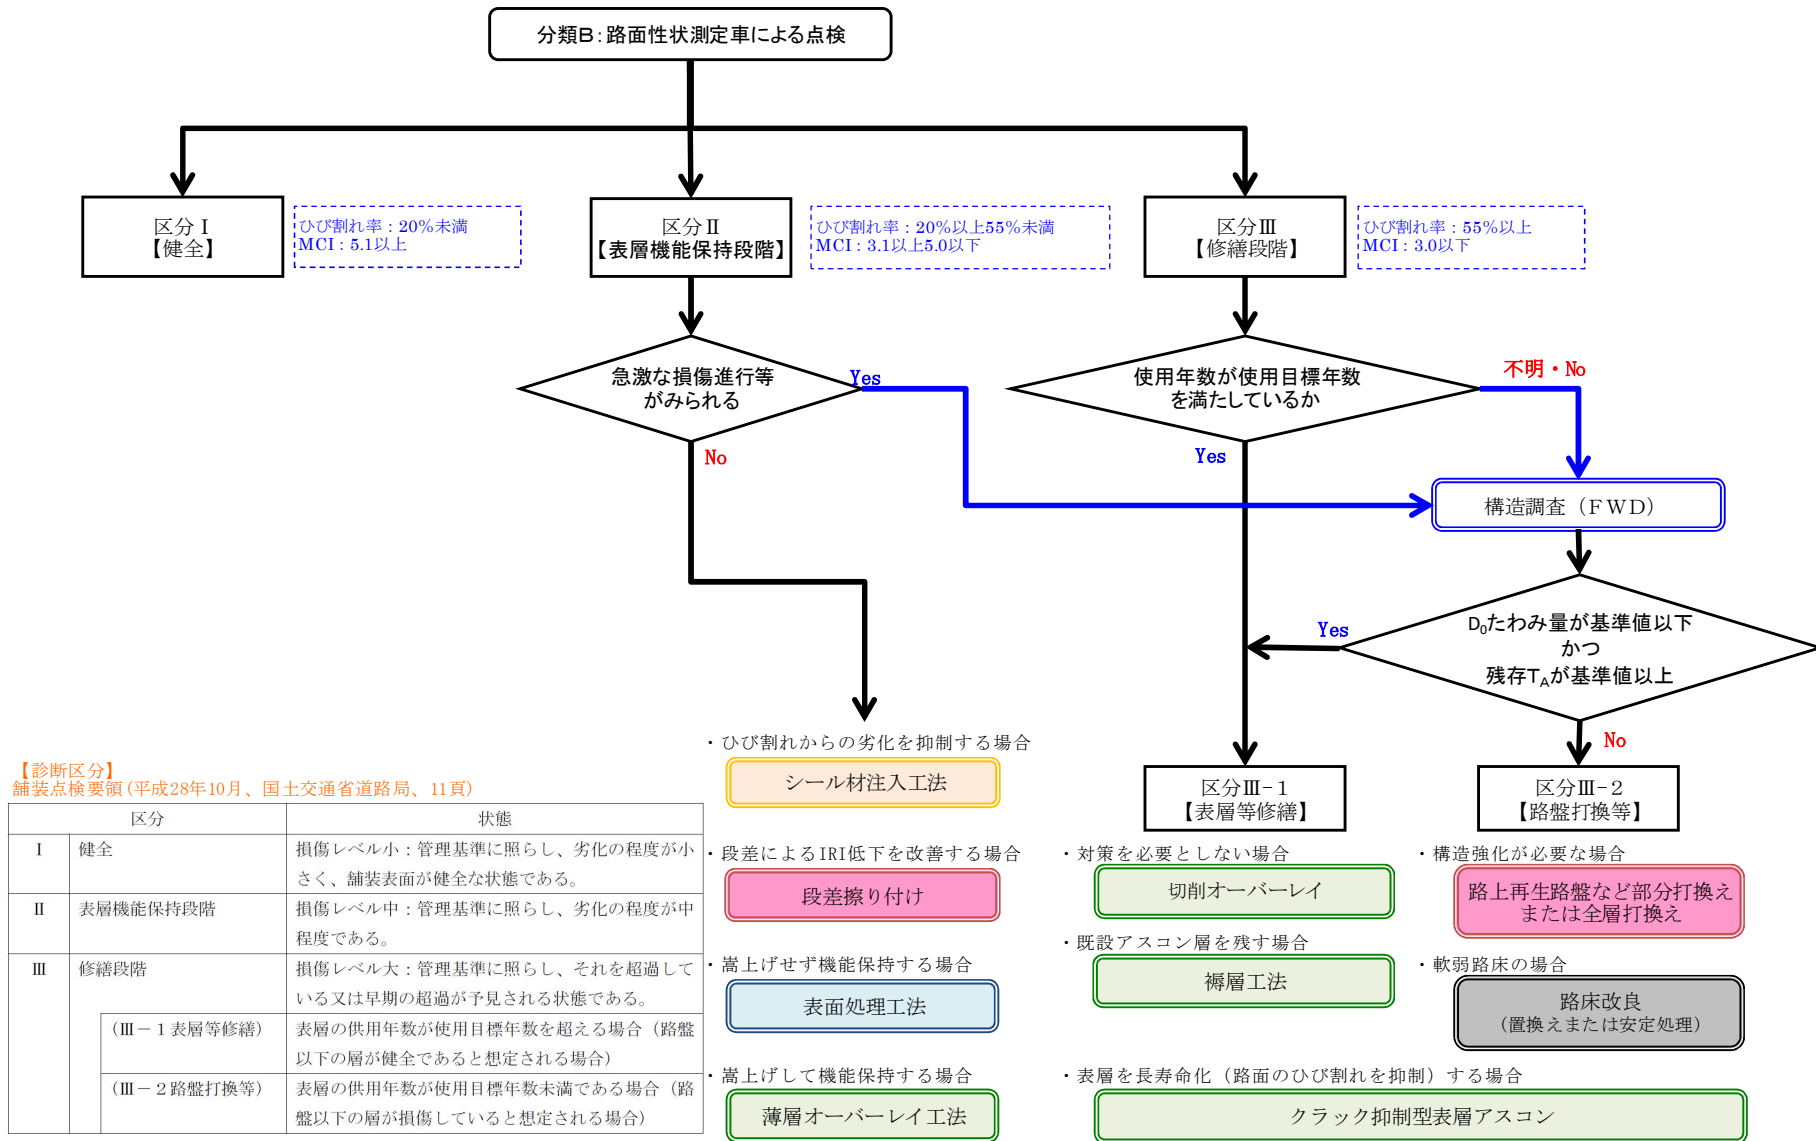 分類B：路面性状測定車による点検
区分Ⅰ
【健全】
ひび割れ率：20%未満
MCI：5.1以上
区分Ⅱ
【表層機能保持段階】
ひび割れ率：20%以上55%未満
MCI：3.1以上5.0以下
区分Ⅲ
【修繕段階】
ひび割れ率：55%以上
MCI：3.0以下
急激な損傷進行等
がみられる
Yes
No
使用年数が使用目標年数
を満たしているか
不明・No
Yes
構造調査（ＦＷＤ）
D₀たわみ量が基準値以下
かつ
残存Tₐが基準値以上
Yes
No
・ひび割れからの劣化を抑制する場合
シール材注入工法
・段差によるIRI低下を改善する場合
段差擦り付け
・嵩上げせず機能保持する場合
表面処理工法
・嵩上げして機能保持する場合
薄層オーバーレイ工法
区分Ⅲ-1
【表層等修繕】
・対策を必要としない場合
切削オーバーレイ
・既設アスコン層を残す場合
褥層工法
区分Ⅲ-2
【路盤打換等】
・構造強化が必要な場合
路上再生路盤など部分打換え
または全層打換え
・軟弱路床の場合
路床改良
（置換えまたは安定処理）
・表層を長寿命化（路面のひび割れを抑制）する場合
クラック抑制型表層アスコン
【診断区分】
舗装点検要領(平成28年10月、国土交通省道路局、11頁)
区分 状態
Ⅰ 健全 損傷レベル小：管理基準に照らし、劣化の程度が小
さく、舗装表面が健全な状態である。
Ⅱ 表層機能保持段階 損傷レベル中：管理基準に照らし、劣化の程度が中
程度である。
Ⅲ 修繕段階 損傷レベル大：管理基準に照らし、それを超過して
いる又は早期の超過が予見される状態である。
（Ⅲ－１表層等修繕） 表層の供用年数が使用目標年数を超える場合（路盤
以下の層が健全であると想定される場合）
（Ⅲ－２路盤打換等） 表層の供用年数が使用目標年数未満である場合（路
盤以下の層が損傷していると想定される場合）